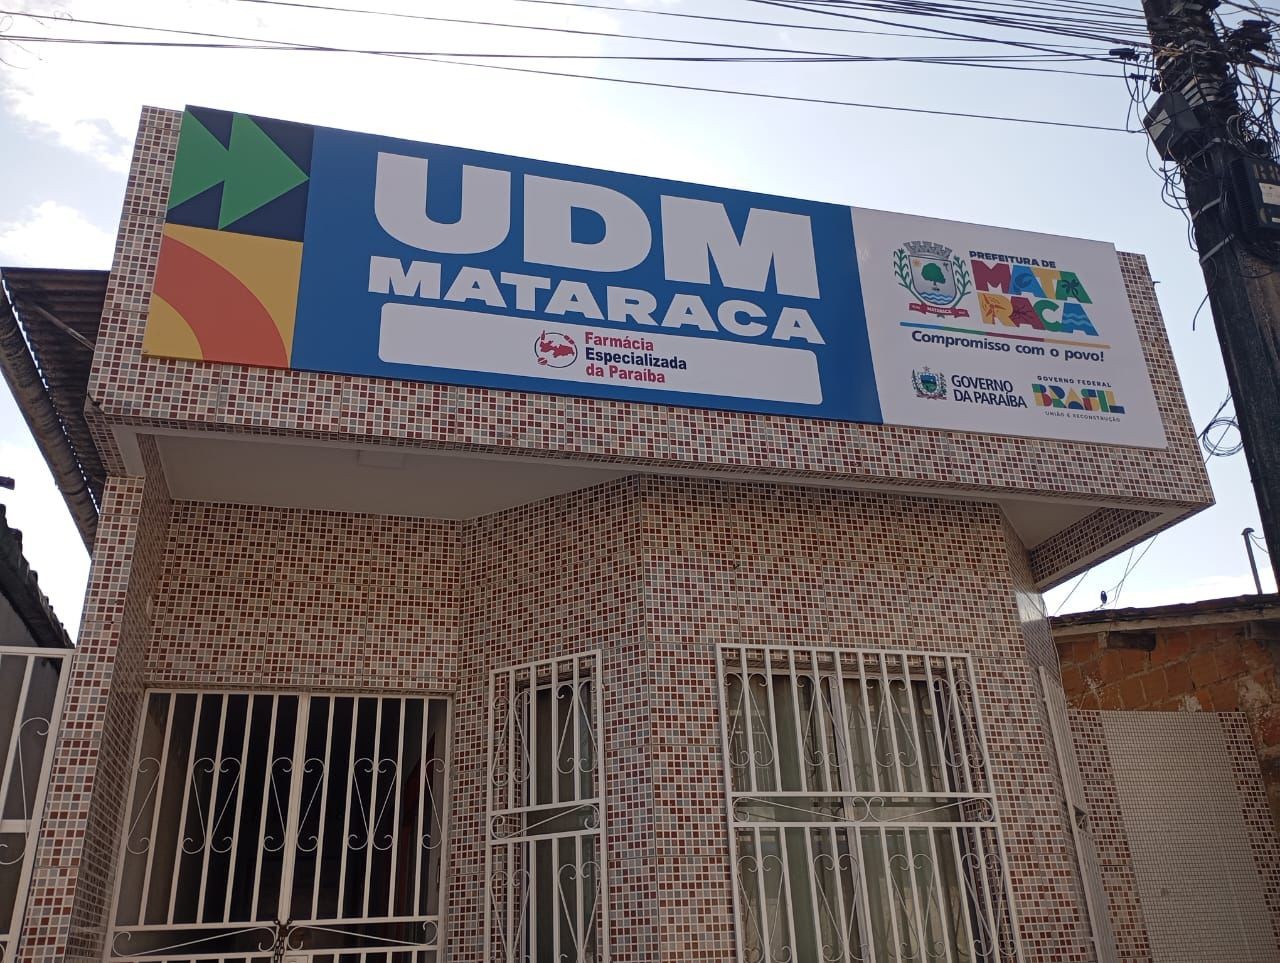 UDM
MATARACA
Farmácia
Especializada
da Paraíba
PREFEITURA DE
MATA
RACA
MATARACA
Compromisso com o povo!
GOVERNO
DA PARAÍBA
GOVERNO FEDERAL
BRASIL
UNIÃO E RECONSTRUÇÃO